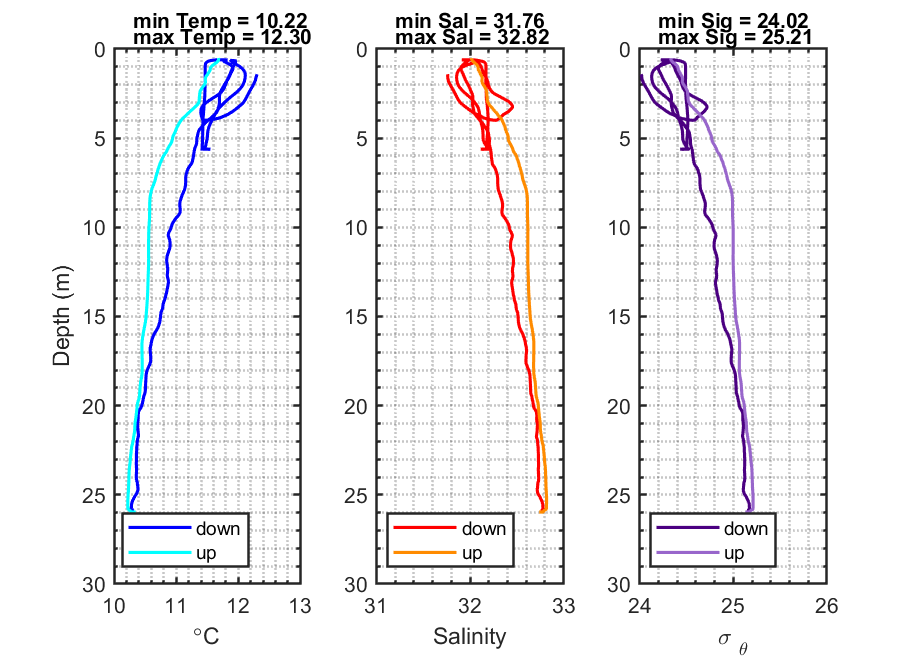 min Temp = 10.22
max Temp = 12.30
min Sal = 31.76
max Sal = 32.82
min Sig = 24.02
max Sig = 25.21
0
5
10
15
20
25
30
Depth (m)
down
up
10 11 12 13
°C
0
5
10
15
20
25
30
down
up
31 32 33
Salinity
0
5
10
15
20
25
30
down
up
24 25 26
σ θ